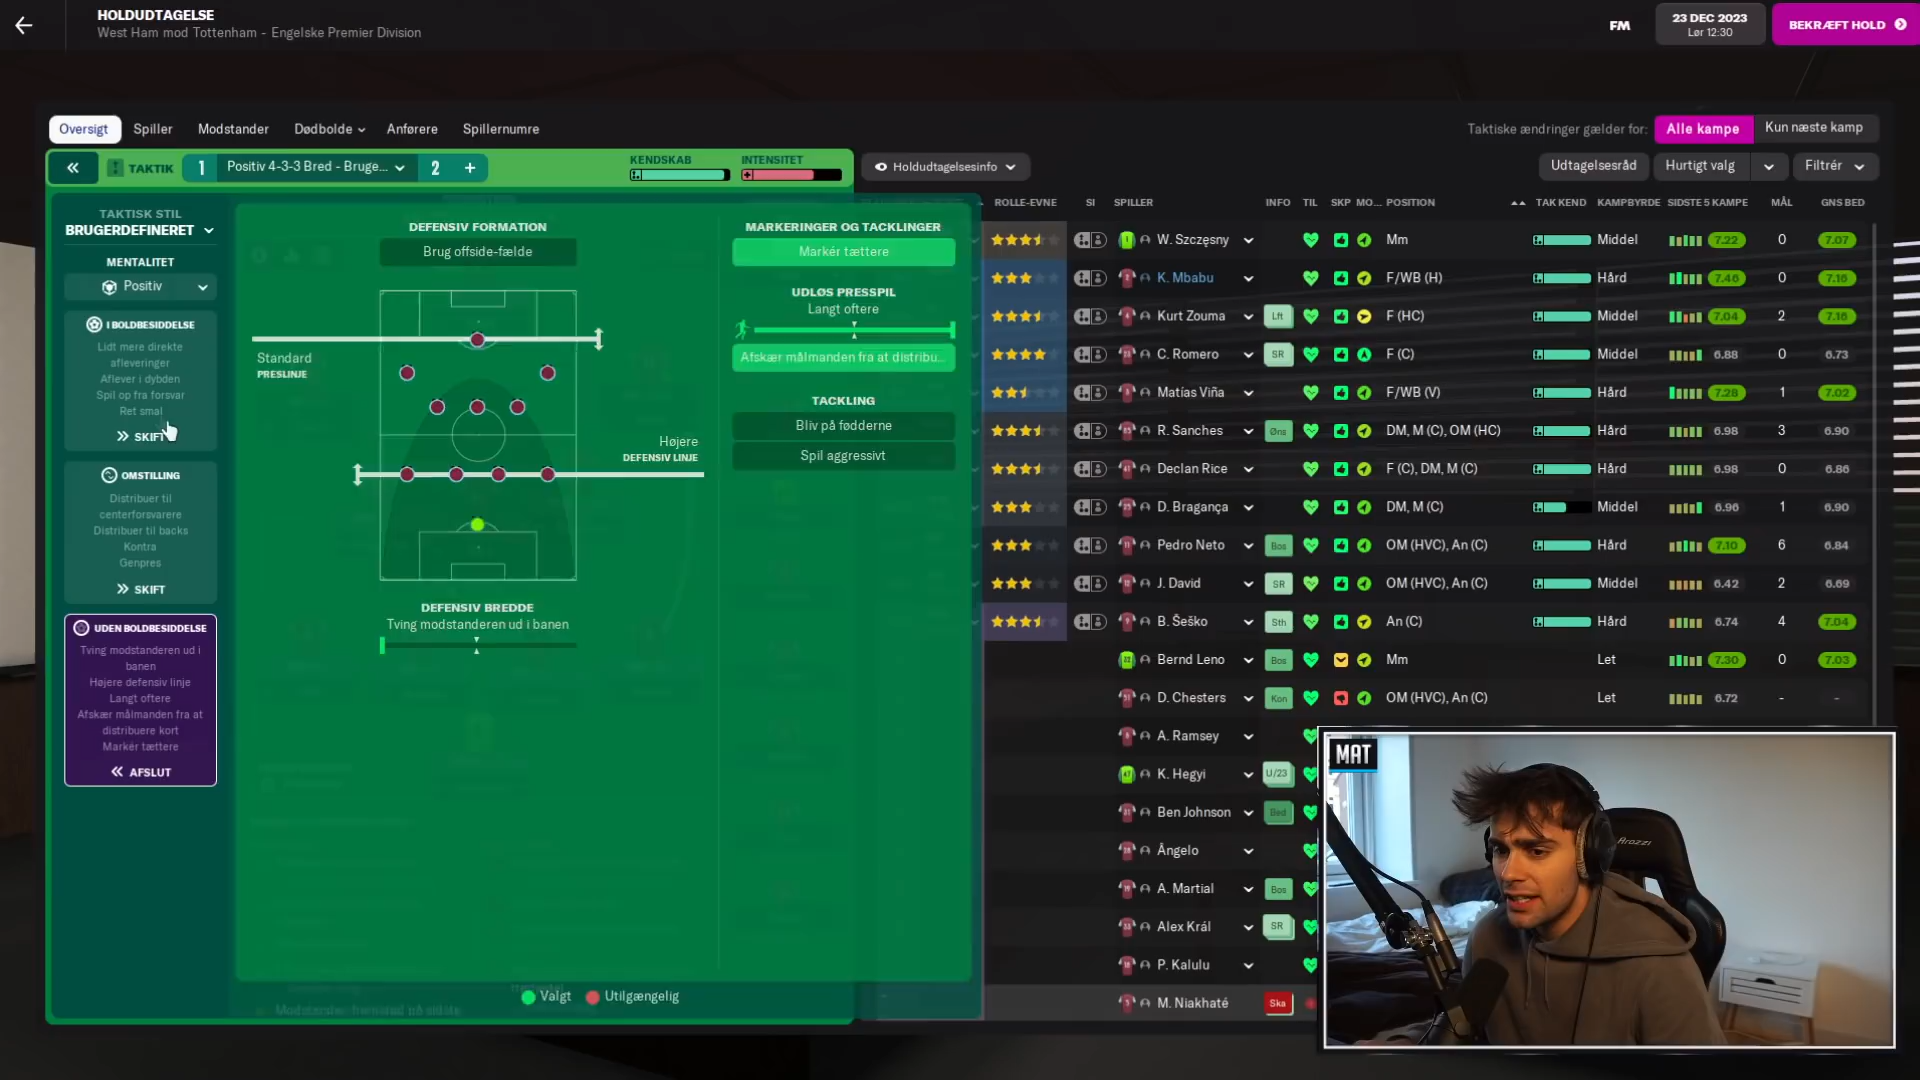 HOLDUDTAGELSE
West Ham mod Tottenham - Engelske Premier Division
FM
23 DEC 2023
Lør 12:30
BEKRÆFT HOLD
Oversigt
Spiller
Modstander
Dødbolde
Anførere
Spillernumre
Taktiske ændringer gælder for:
Alle kampe
Kun næste kamp
TAKTIK
1
Positiv 4-3-3 Bred - Bruge...
2
+
KENDSKAB
INTENSITET
Holdudtagelsesinfo
Udtagelsesråd
Hurtigt valg
Filtrér
TAKTISK STIL
BRUGERDEFINERET
MENTALITET
Positiv
I BOLDBESIDDELSE
Lidt mere direkte
afleveringer
Aflever i dybden
Spil op fra forsvar
Ret smal
SKIFT
OMSTILLING
Distribuer til
centerforsvarere
Distribuer til backs
Kontra
Genpres
SKIFT
UDEN BOLDBESIDDELSE
Tving modstanderen ud i
banen
Højere defensiv linje
Langt oftere
Afskær målmanden fra at
distribuere kort
Markér tættere
AFSLUT
DEFENSIV FORMATION
Brug offside-fælde
Standard
PRESLINJE
Højere
DEFENSIV LINJE
DEFENSIV BREDDE
Tving modstanderen ud i banen
MARKERINGER OG TACKLINGER
Markér tættere
UDLØS PRESSPIL
Langt oftere
Afskær målmanden fra at distribu...
TACKLING
Bliv på fødderne
Spil aggressivt
Valgt
Utilgængelig
ROLLE-EVNE SI SPILLER INFO TIL SKP MO... POSITION TAK KEND KAMPBYRDE SIDSTE 5 KAMPE MÅL GNS BED
W. Szczęsny Mm Middel 7.22 0 7.07
K. Mbabu F/WB (H) Hård 7.46 0 7.16
Kurt Zouma Lft F (HC) Middel 7.04 2 7.16
C. Romero SR F (C) Middel 6.88 0 6.73
Matías Viña F/WB (V) Hård 7.28 1 7.02
R. Sanches Øns DM, M (C), OM (HC) Hård 6.98 3 6.90
Declan Rice F (C), DM, M (C) Hård 6.98 0 6.86
D. Bragança DM, M (C) Middel 6.96 1 6.90
Pedro Neto Bos OM (HVC), An (C) Hård 7.10 6 6.84
J. David SR OM (HVC), An (C) Middel 6.42 2 6.69
B. Šeško Sth An (C) Hård 6.74 4 7.04
Bernd Leno Bos Mm Let 7.30 0 7.03
D. Chesters Kon OM (HVC), An (C) Let 6.72 - -
A. Ramsey
K. Hegyi U/23
Ben Johnson Bed
Ângelo
A. Martial Bos
Alex Král SR
P. Kalulu
M. Niakhaté Ska
MAT
Arozzi